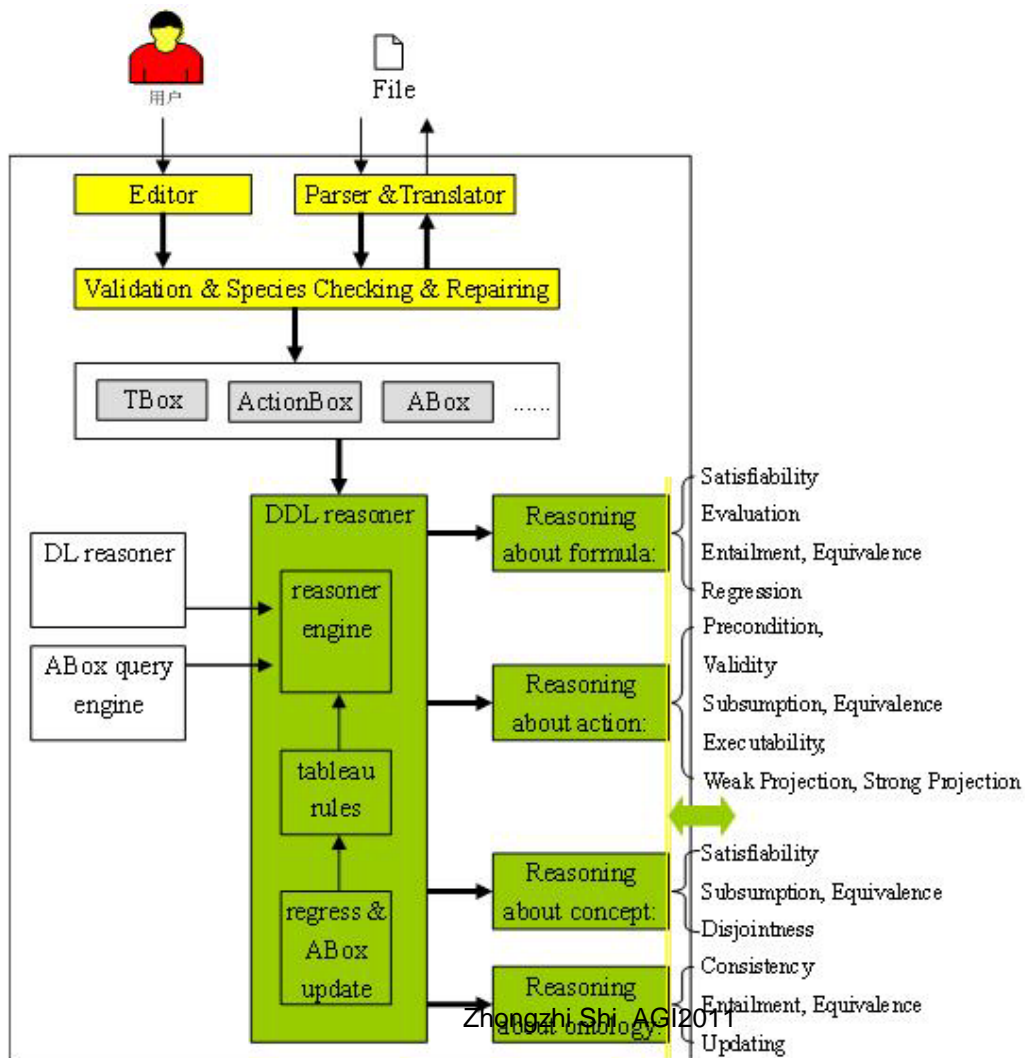 用户
File
Editor
Parser &Translator
Validation & Species Checking & Repairing
TBox
ActionBox
ABox
......
DDL reasoner
DL reasoner
ABox query
engine
reasoner
engine
tableau
rules
regress &
ABox
update
Reasoning
about formula:
Satisfiability
Evaluation
Entailment, Equivalence
Regression
Reasoning
about action:
Precondition,
Validity
Subsumption, Equivalence
Executability,
Weak Projection, Strong Projection
Reasoning
about concept:
Satisfiability
Subsumption, Equivalence
Disjointness
Reasoning
about ontology:
Consistency
Entailment, Equivalence
Updating
Zhongzhi Shi AGI2011